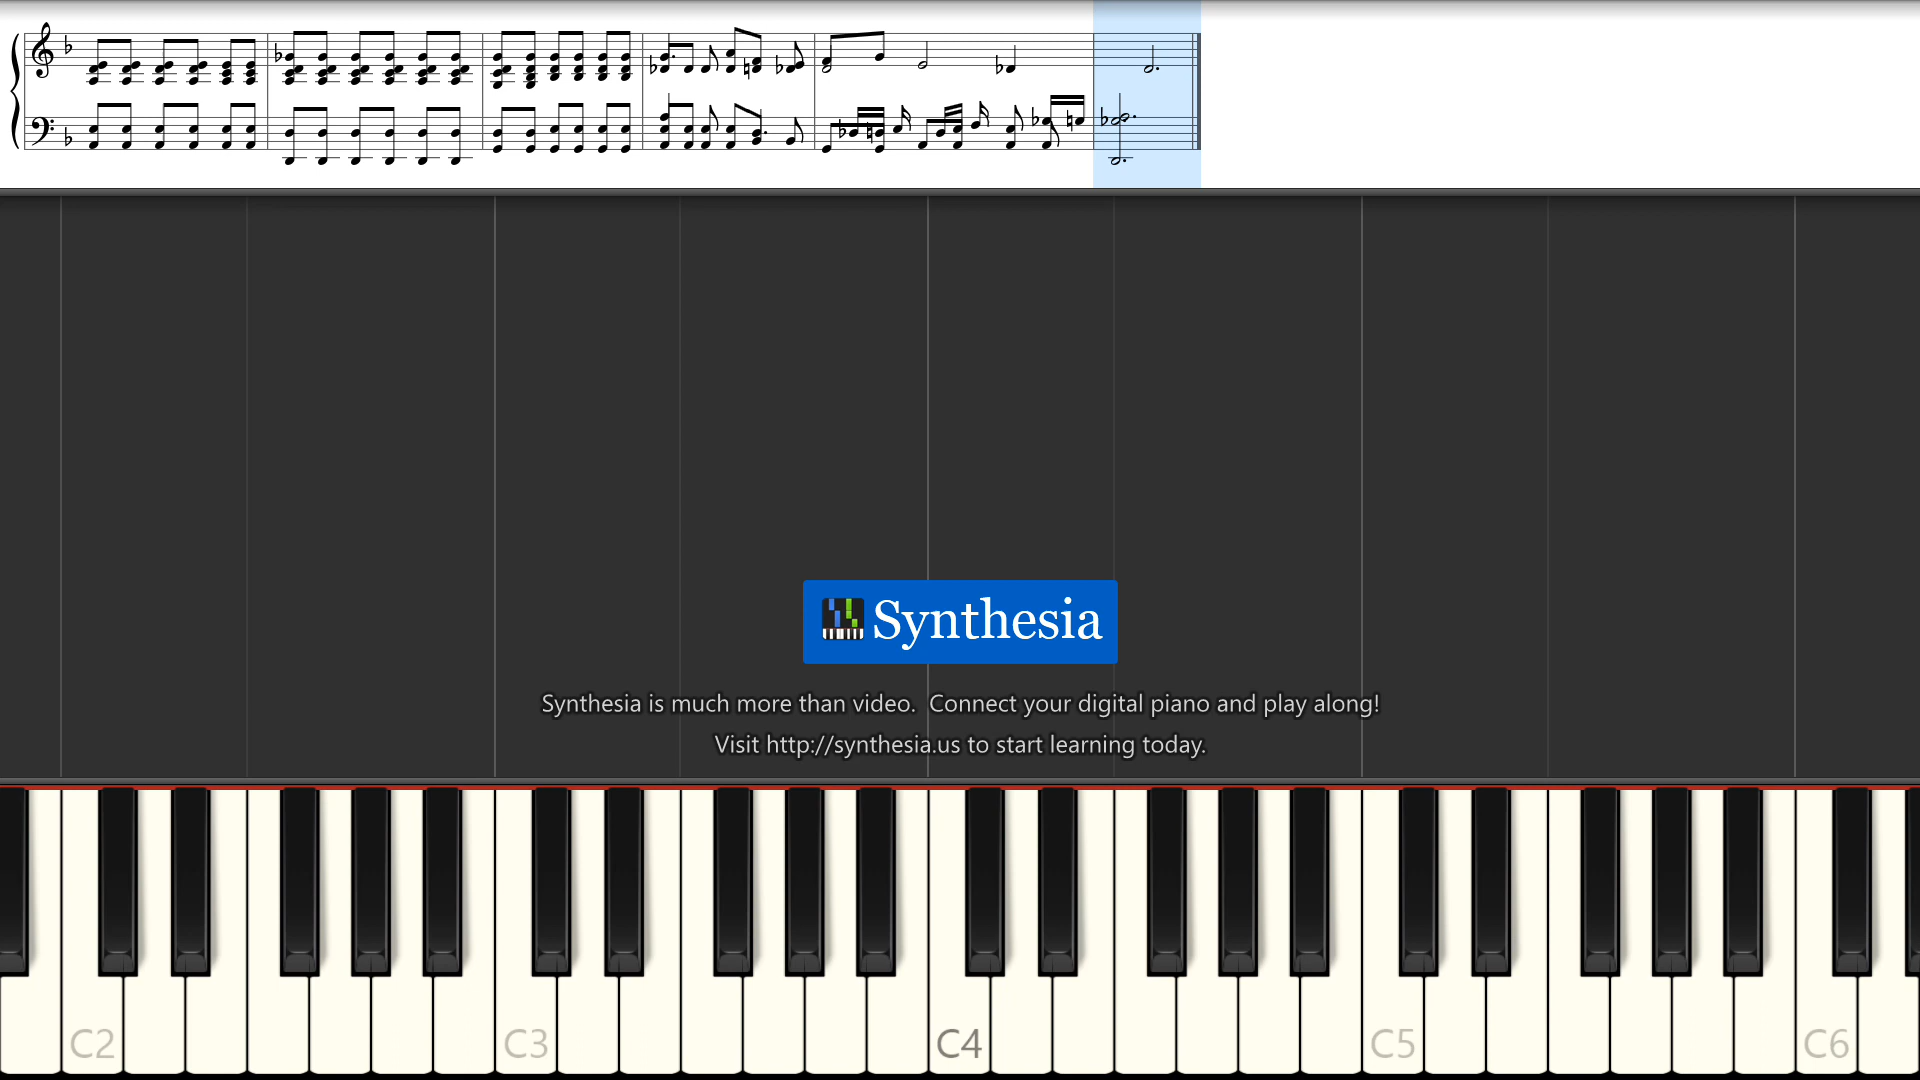 Synthesia
Synthesia is much more than video.  Connect your digital piano and play along!
Visit http://synthesia.us to start learning today.
C2 C3 C4 C5 C6